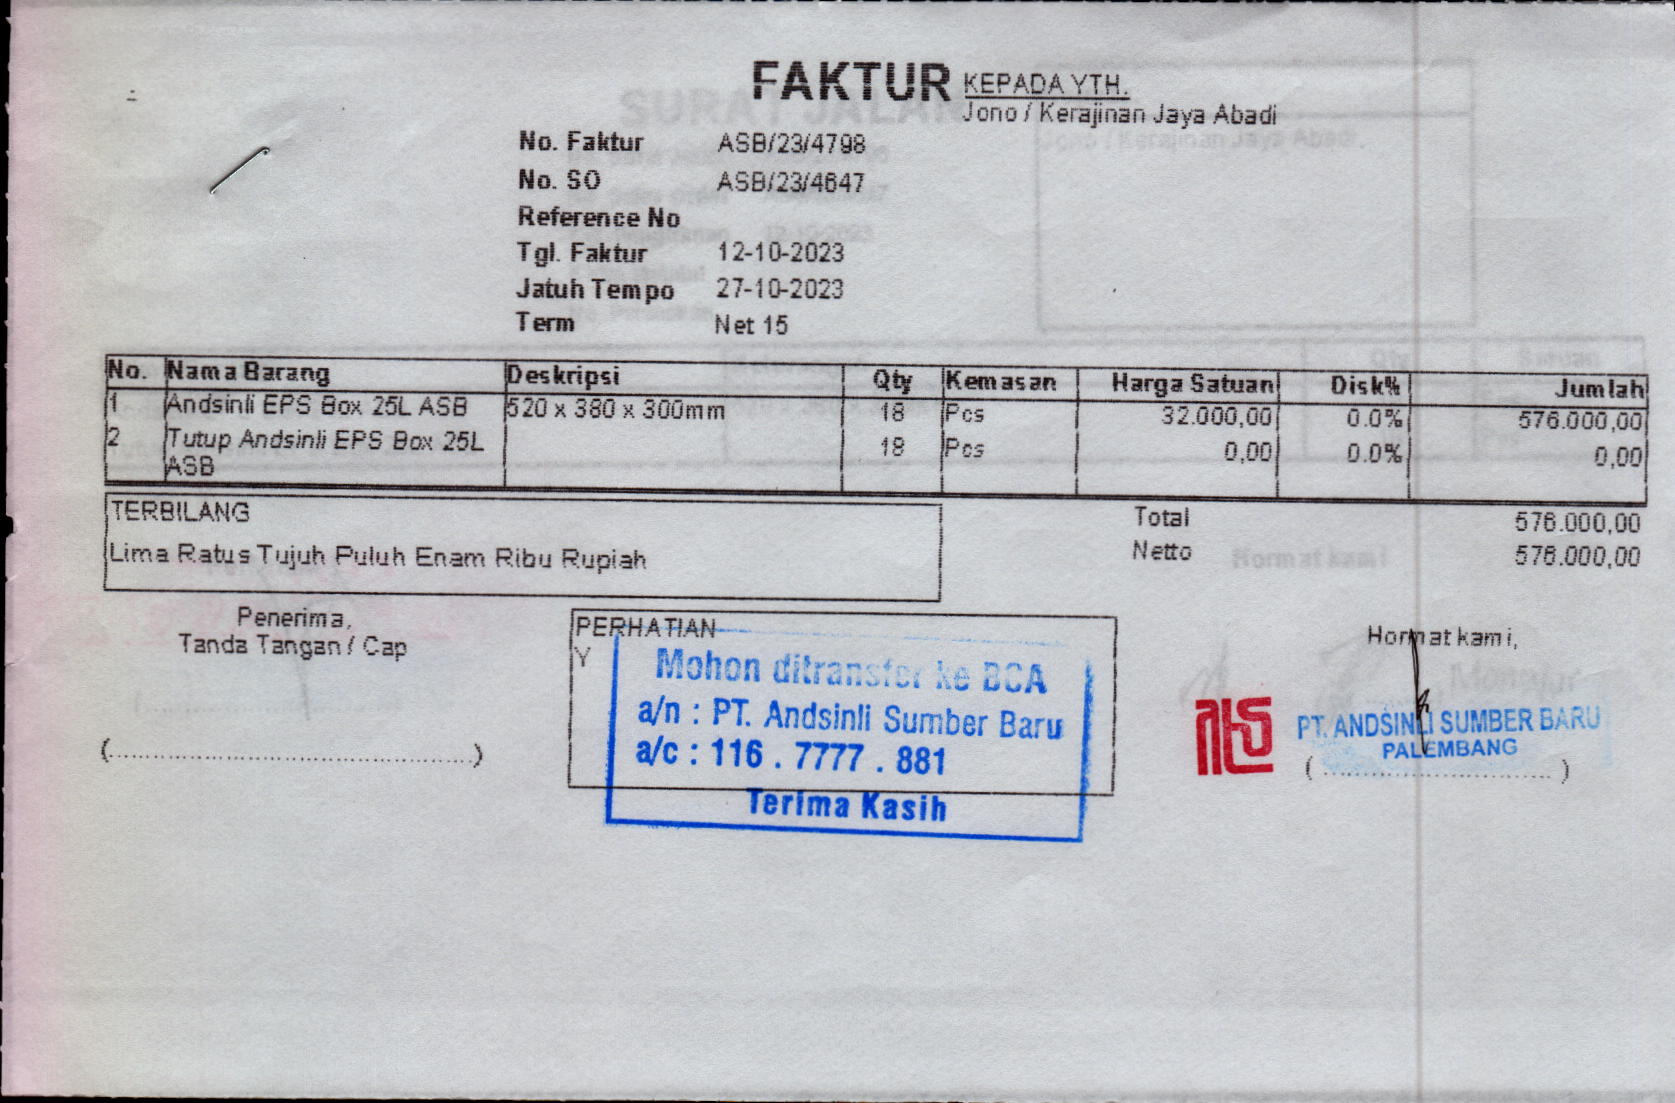 FAKTUR
KEPADA YTH.
Jono / Kerajinan Jaya Abadi
No. Faktur ASB/23/4798
No. SO ASB/23/4647
Reference No
Tgl. Faktur 12-10-2023
Jatuh Tempo 27-10-2023
Term Net 15
No. Nama Barang Deskripsi Qty Kemasan Harga Satuan Disk% Jumlah
1 Andsinli EPS Box 25L ASB 520 x 380 x 300mm 18 Pcs 32.000,00 0.0% 576.000,00
2 Tutup Andsinli EPS Box 25L 18 Pcs 0,00 0.0% 0,00
ASB
TERBILANG
Lima Ratus Tujuh Puluh Enam Ribu Rupiah
Total 576.000,00
Netto 576.000,00
Penerima,
Tanda Tangan / Cap
(..............................................)
PERHATIAN
Y
Mohon ditransfer ke BCA
a/n : PT. Andsinli Sumber Baru
a/c : 116 . 7777 . 881
Terima Kasih
Hormat kami,
PT. ANDSINLI SUMBER BARU
PALEMBANG
( ............................. )